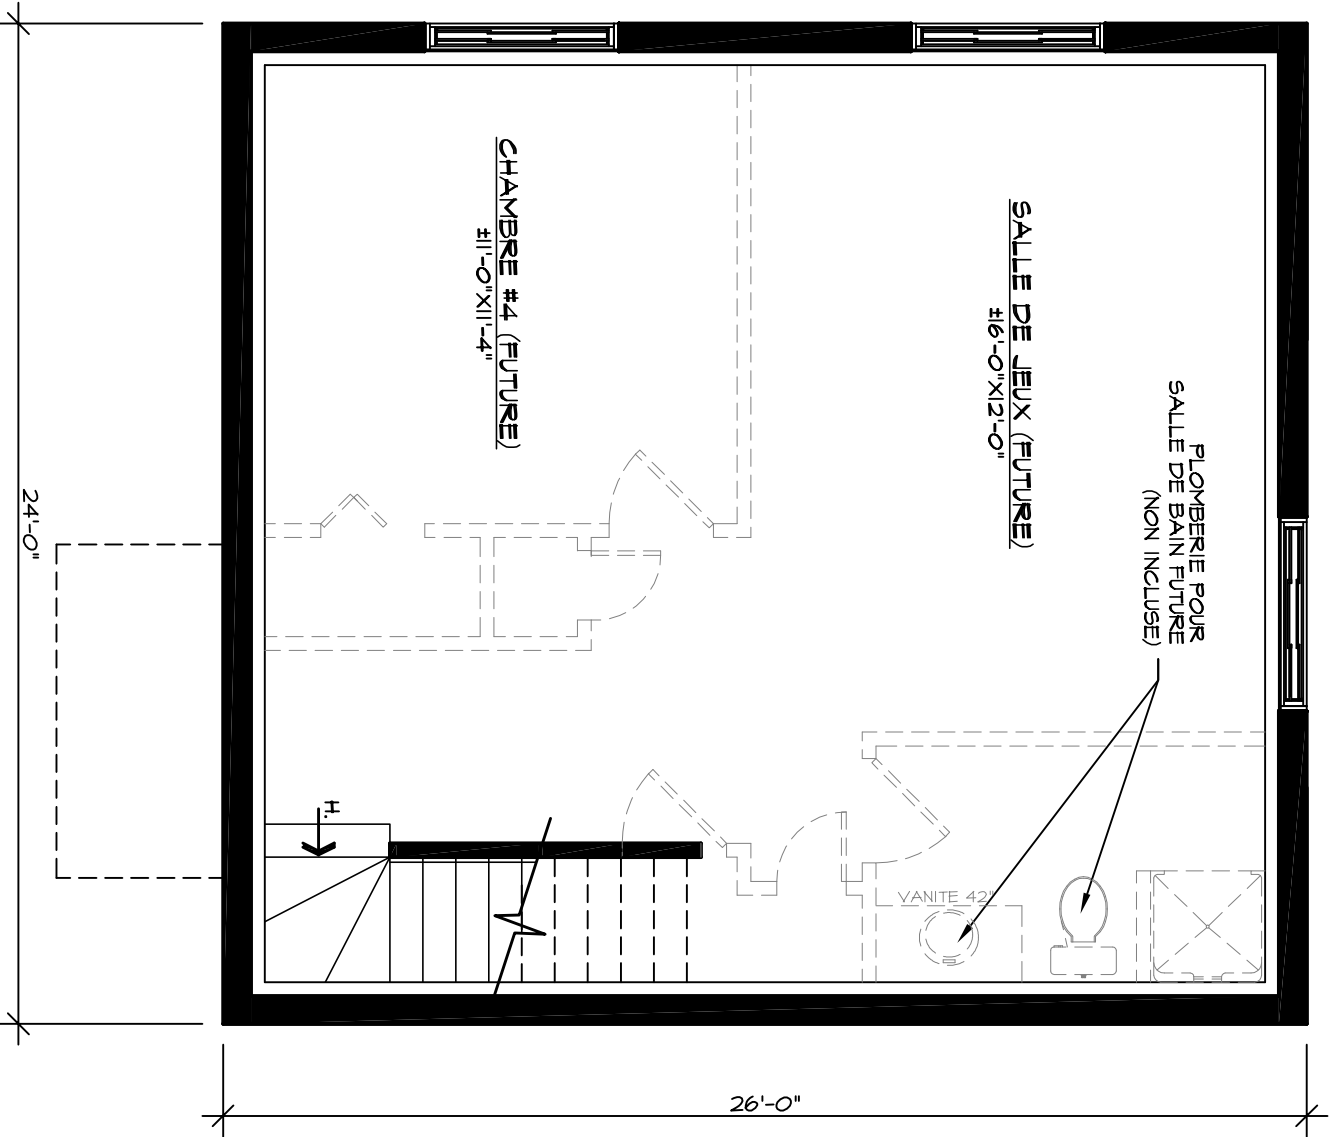 CHAMBRE #4 (FUTURE)
±11'-0"X11'-4"
SALLE DE JEUX (FUTURE)
±16'-0"X12'-0"
PLOMBERIE POUR
SALLE DE BAIN FUTURE
(NON INCLUSE)
24'-0"
H.
VANITE 42"
26'-0"